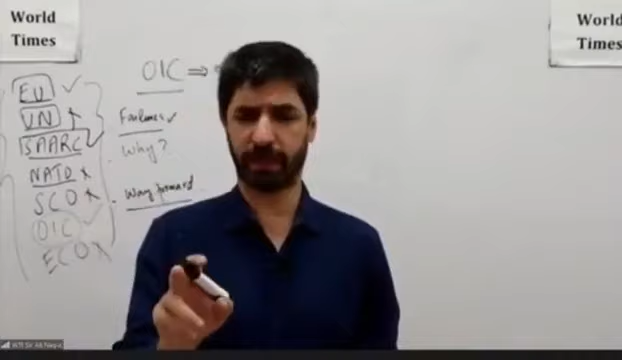 World
Times
World
Times
EU ✓
UN x
SAARC
NATO x
SCO x
OIC ✓
ECO x
OIC ⇒
Failures ✓
Why?
Way forward